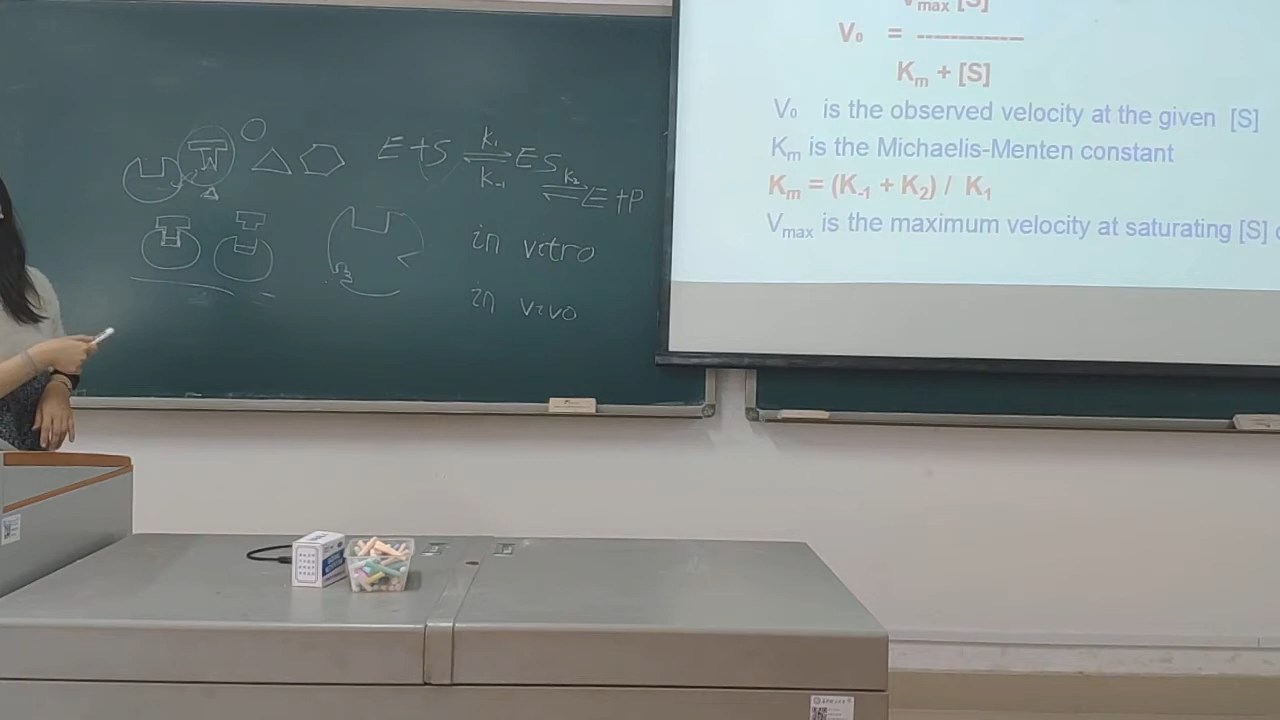 E+S ⇌ ES ⇌ E+P
K₁
K₋₁
K₂
in vitro
in vivo
Vmax [S]
V₀ = -------------
Km + [S]
V₀ is the observed velocity at the given [S]
Km is the Michaelis-Menten constant
Km = (K-1 + K2) / K1
Vmax is the maximum velocity at saturating [S]